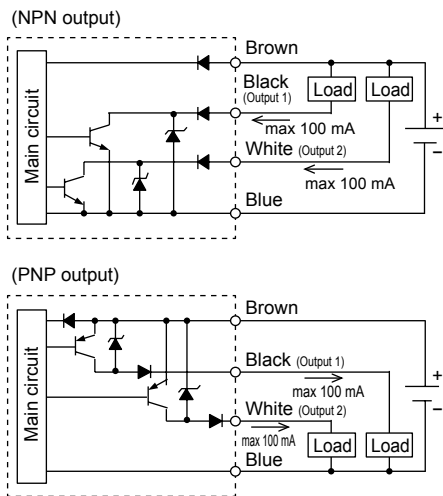 (NPN output)
Main circuit
Brown
Black
(Output 1)
Load Load
max 100 mA
White (Output 2)
max 100 mA
Blue
+
−
(PNP output)
Main circuit
Brown
Black (Output 1)
max 100 mA
White (Output 2)
max 100 mA
Load Load
Blue
+
−